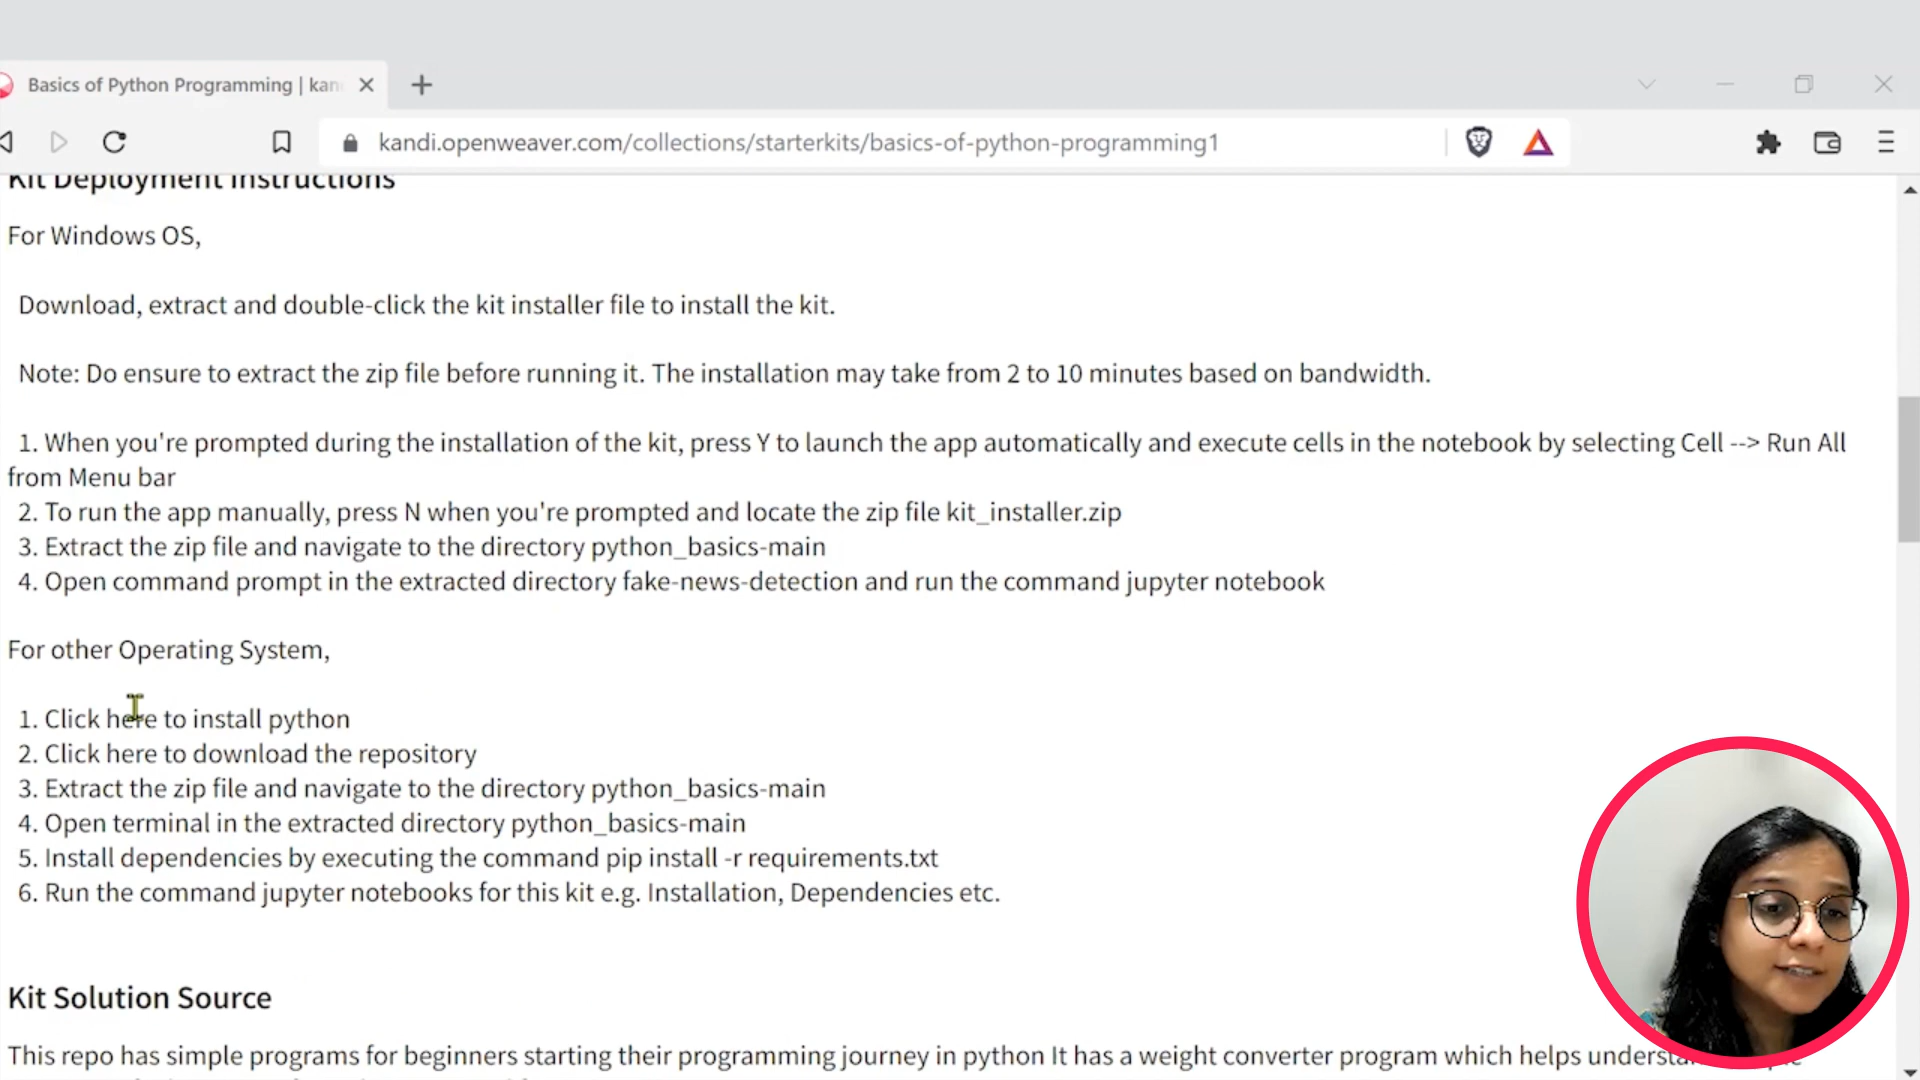 Basics of Python Programming | kan
kandi.openweaver.com/collections/starterkits/basics-of-python-programming1
Kit Deployment Instructions
For Windows OS,
Download, extract and double-click the kit installer file to install the kit.
Note: Do ensure to extract the zip file before running it. The installation may take from 2 to 10 minutes based on bandwidth.
1. When you're prompted during the installation of the kit, press Y to launch the app automatically and execute cells in the notebook by selecting Cell --> Run All
from Menu bar
2. To run the app manually, press N when you're prompted and locate the zip file kit_installer.zip
3. Extract the zip file and navigate to the directory python_basics-main
4. Open command prompt in the extracted directory fake-news-detection and run the command jupyter notebook
For other Operating System,
1. Click here to install python
2. Click here to download the repository
3. Extract the zip file and navigate to the directory python_basics-main
4. Open terminal in the extracted directory python_basics-main
5. Install dependencies by executing the command pip install -r requirements.txt
6. Run the command jupyter notebooks for this kit e.g. Installation, Dependencies etc.
Kit Solution Source
This repo has simple programs for beginners starting their programming journey in python It has a weight converter program which helps